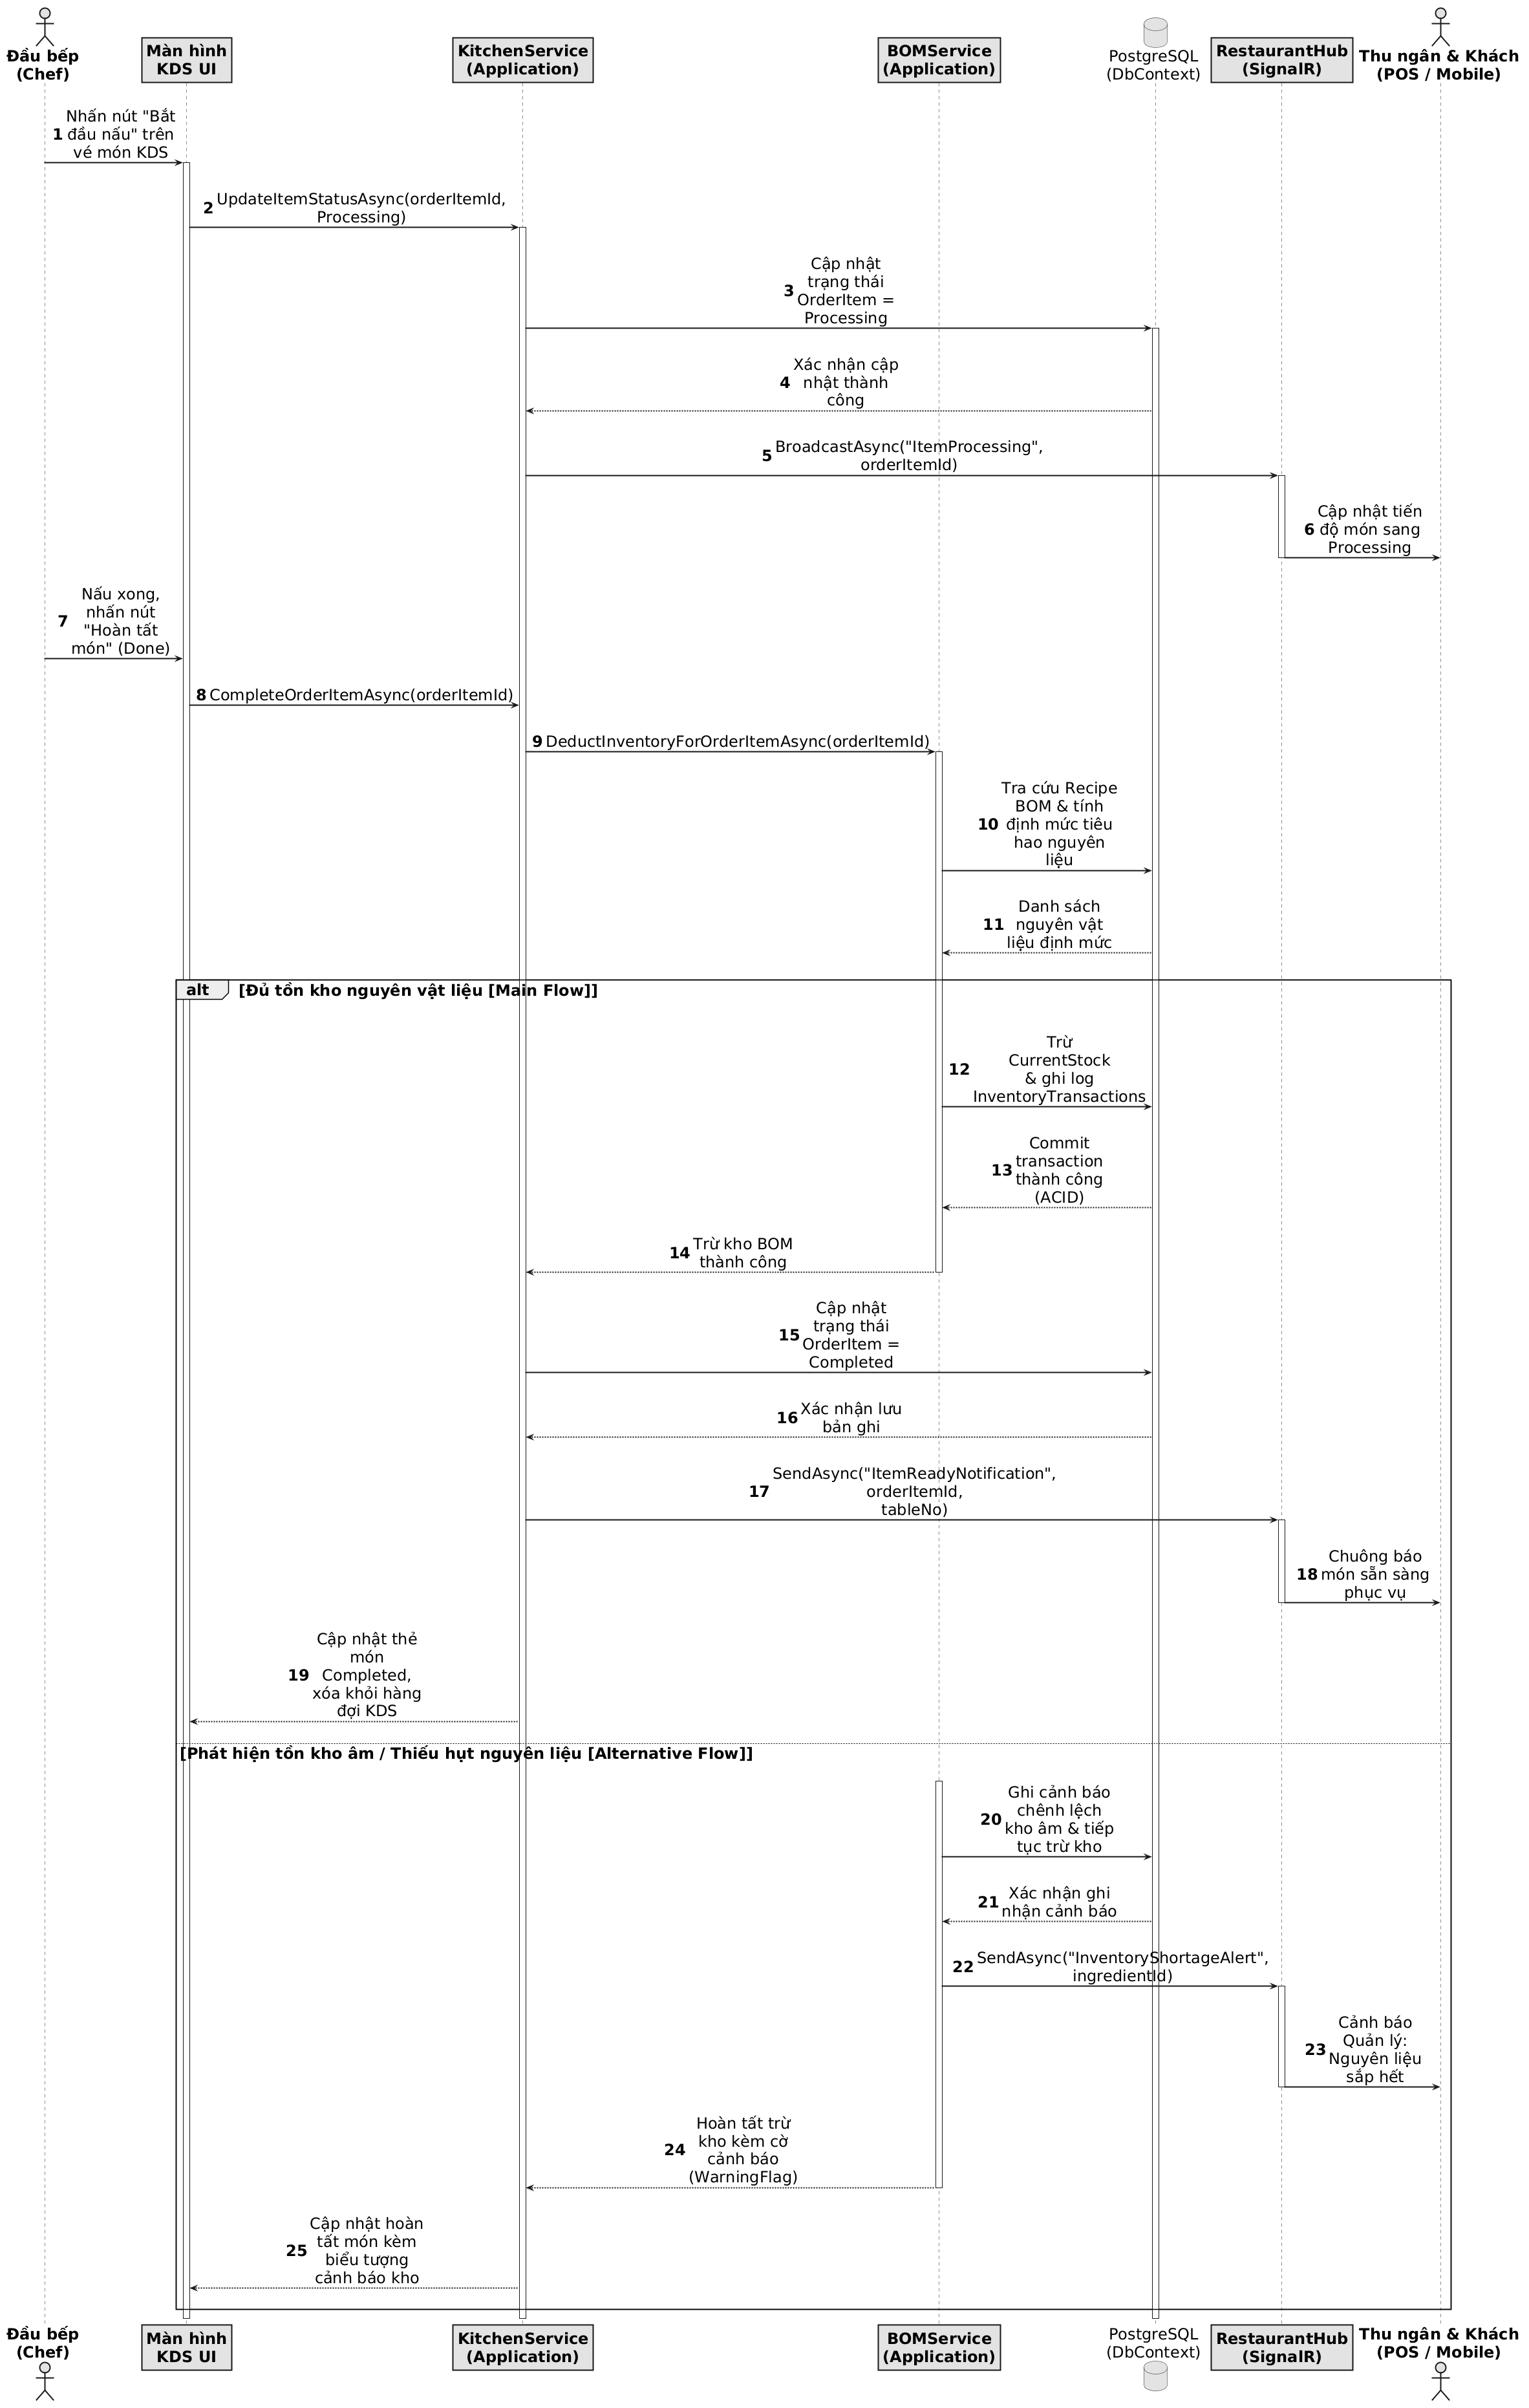 Đầu bếp
(Chef)
Màn hình
KDS UI
KitchenService
(Application)
BOMService
(Application)
PostgreSQL
(DbContext)
RestaurantHub
(SignalR)
Thu ngân & Khách
(POS / Mobile)
1 Nhấn nút "Bắt
đầu nấu" trên
vé món KDS
2 UpdateItemStatusAsync(orderItemId,
Processing)
3 Cập nhật
trạng thái
OrderItem =
Processing
4 Xác nhận cập
nhật thành
công
5 BroadcastAsync("ItemProcessing",
orderItemId)
6 Cập nhật tiến
độ món sang
Processing
7 Nấu xong,
nhấn nút
"Hoàn tất
món" (Done)
8 CompleteOrderItemAsync(orderItemId)
9 DeductInventoryForOrderItemAsync(orderItemId)
10 Tra cứu Recipe
BOM & tính
định mức tiêu
hao nguyên
liệu
11 Danh sách
nguyên vật
liệu định mức
alt [Đủ tồn kho nguyên vật liệu [Main Flow]]
12 Trừ
CurrentStock
& ghi log
InventoryTransactions
13 Commit
transaction
thành công
(ACID)
14 Trừ kho BOM
thành công
15 Cập nhật
trạng thái
OrderItem =
Completed
16 Xác nhận lưu
bản ghi
17 SendAsync("ItemReadyNotification",
orderItemId,
tableNo)
18 Chuông báo
món sẵn sàng
phục vụ
19 Cập nhật thẻ
món
Completed,
xóa khỏi hàng
đợi KDS
[Phát hiện tồn kho âm / Thiếu hụt nguyên liệu [Alternative Flow]]
20 Ghi cảnh báo
chênh lệch
kho âm & tiếp
tục trừ kho
21 Xác nhận ghi
nhận cảnh báo
22 SendAsync("InventoryShortageAlert",
ingredientId)
23 Cảnh báo
Quản lý:
Nguyên liệu
sắp hết
24 Hoàn tất trừ
kho kèm cờ
cảnh báo
(WarningFlag)
25 Cập nhật hoàn
tất món kèm
biểu tượng
cảnh báo kho
Đầu bếp
(Chef)
Màn hình
KDS UI
KitchenService
(Application)
BOMService
(Application)
PostgreSQL
(DbContext)
RestaurantHub
(SignalR)
Thu ngân & Khách
(POS / Mobile)